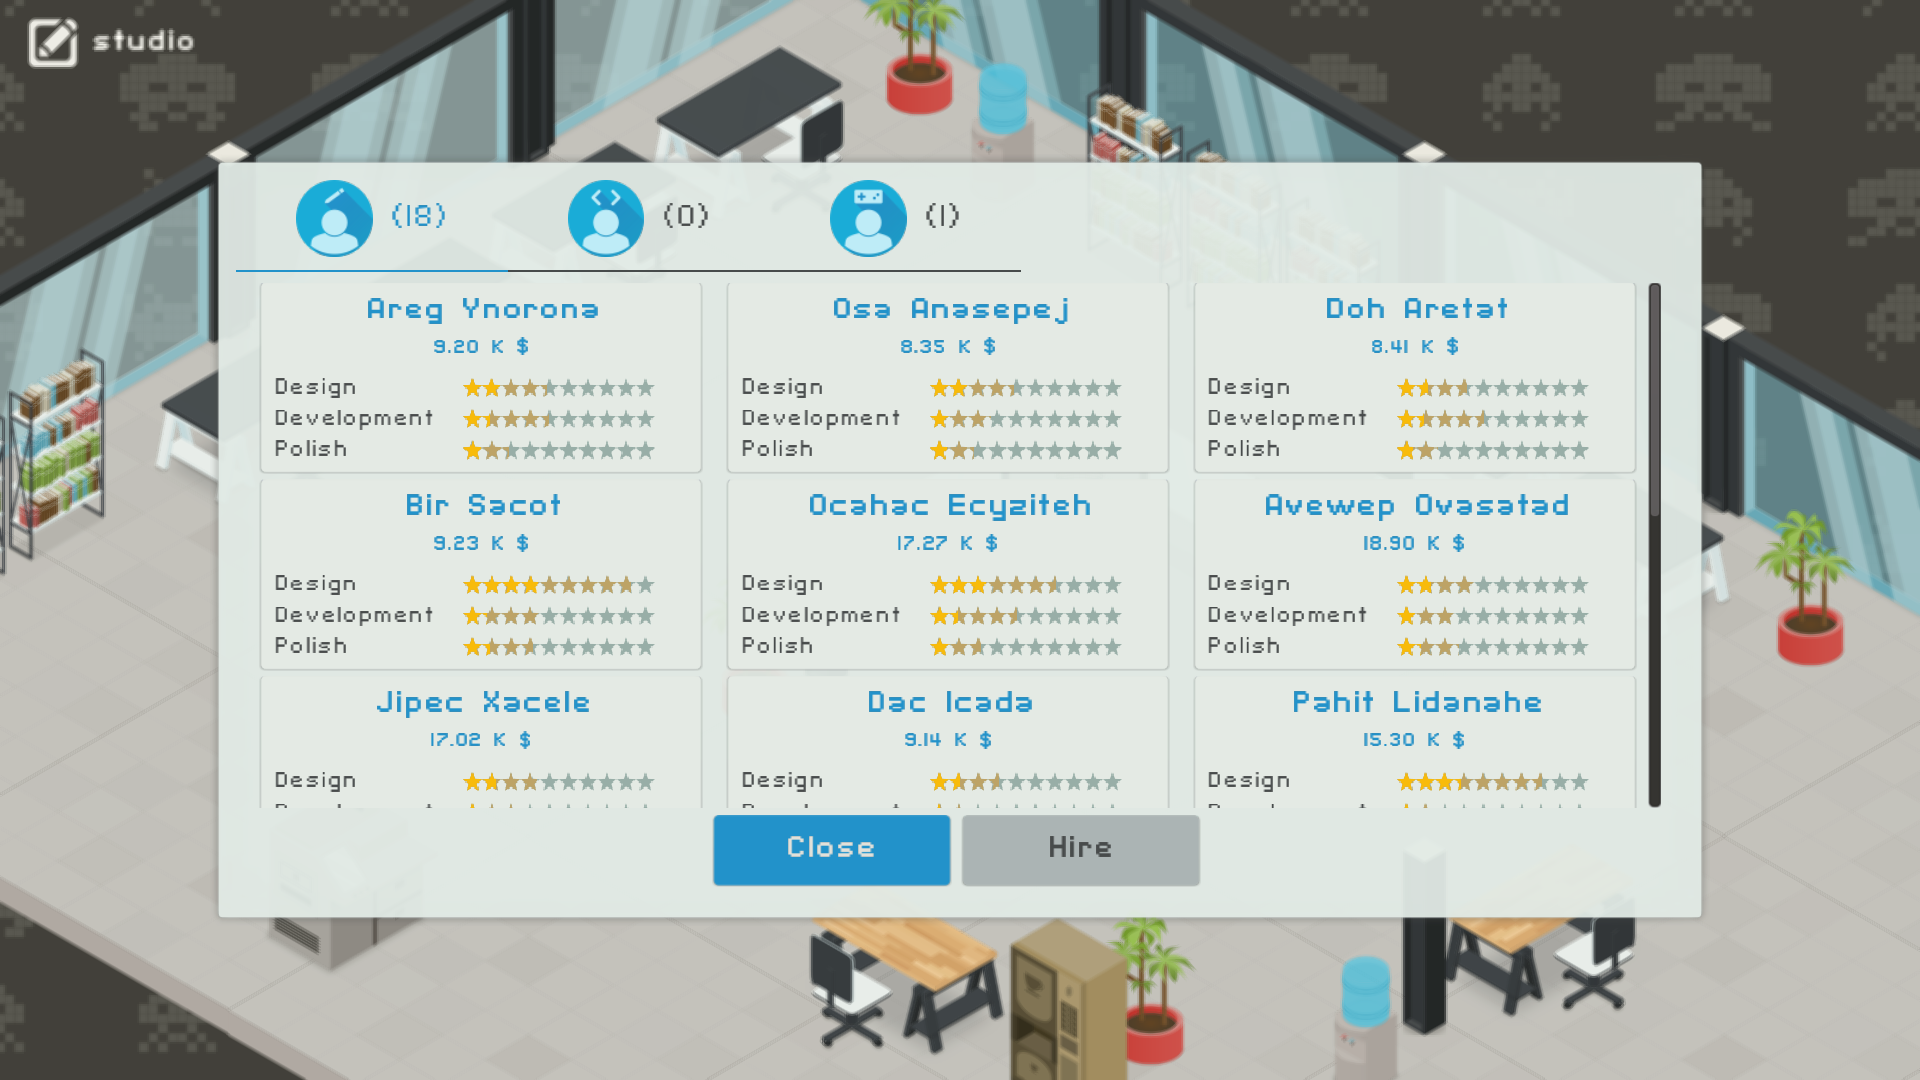 studio
(18) (0) (1)
Areg Ynorona
9.20 K $
Design
Development
Polish
Osa Anasepej
8.35 K $
Design
Development
Polish
Doh Aretat
8.41 K $
Design
Development
Polish
Bir Sacot
9.23 K $
Design
Development
Polish
Ocahac Ecyziteh
17.27 K $
Design
Development
Polish
Avewep Ovasatad
18.90 K $
Design
Development
Polish
Jipec Xacele
17.02 K $
Design
Dac Icada
9.14 K $
Design
Pahit Lidanahe
15.30 K $
Design
Close
Hire